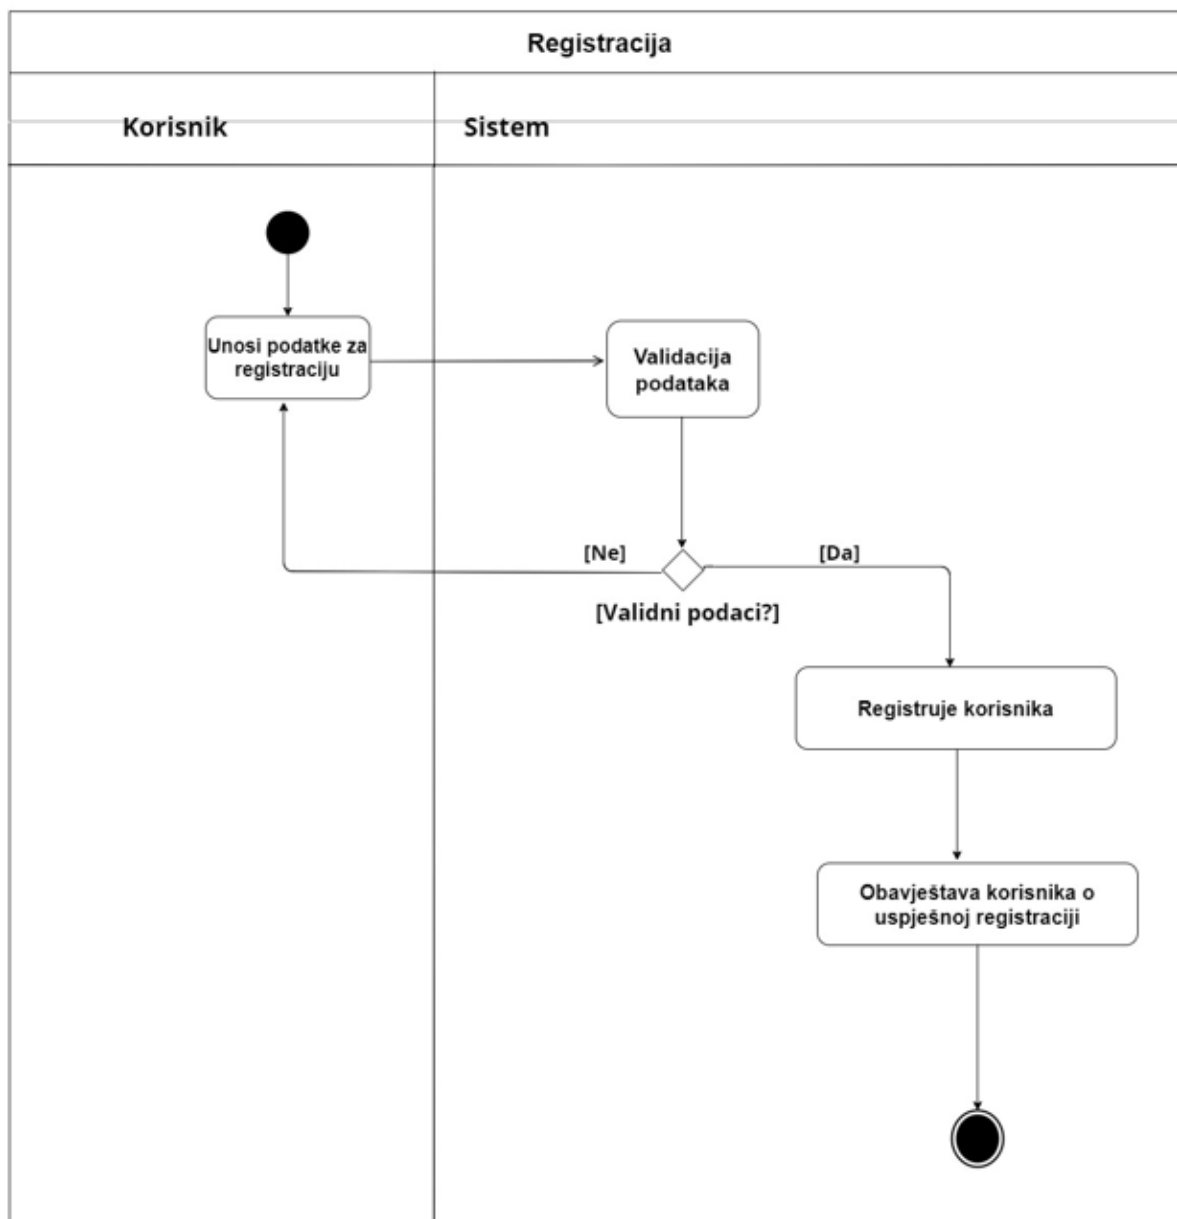 Registracija
Korisnik
Sistem
Unosi podatke za
registraciju
Validacija
podataka
[Ne]
[Da]
[Validni podaci?]
Registruje korisnika
Obavještava korisnika o
uspješnoj registraciji